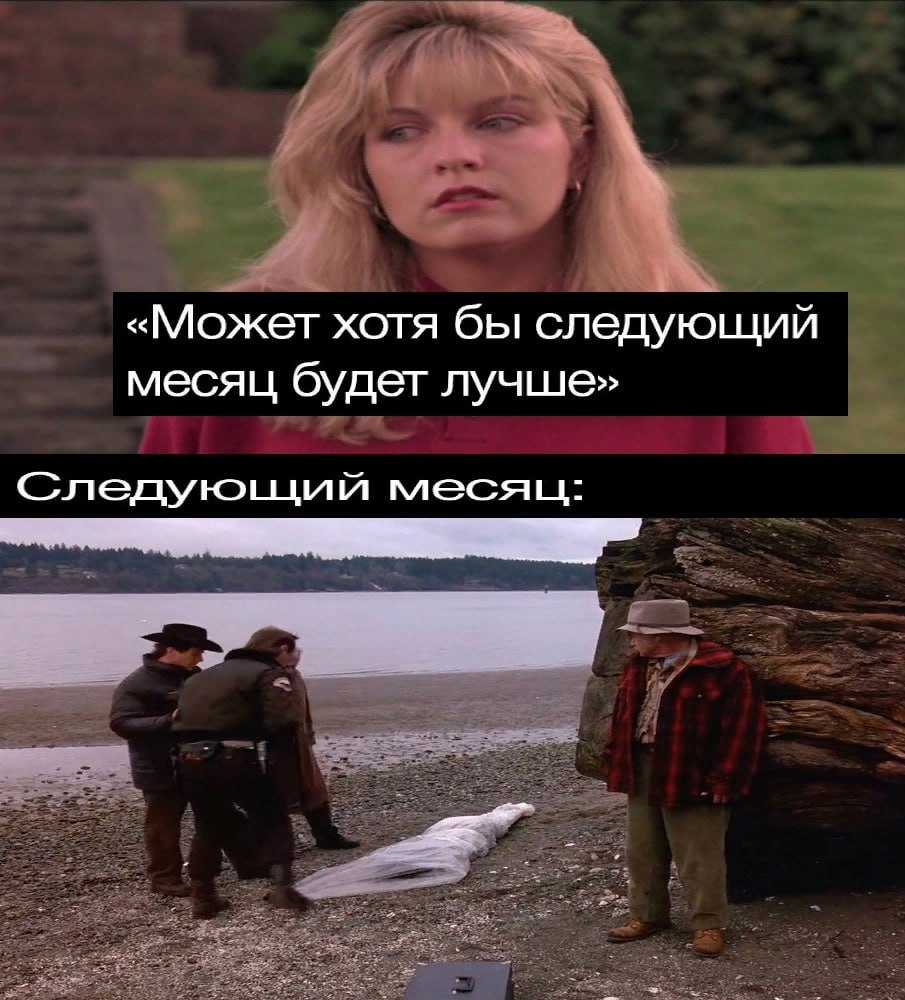 «Может хотя бы следующий
месяц будет лучше»
Следующий месяц: